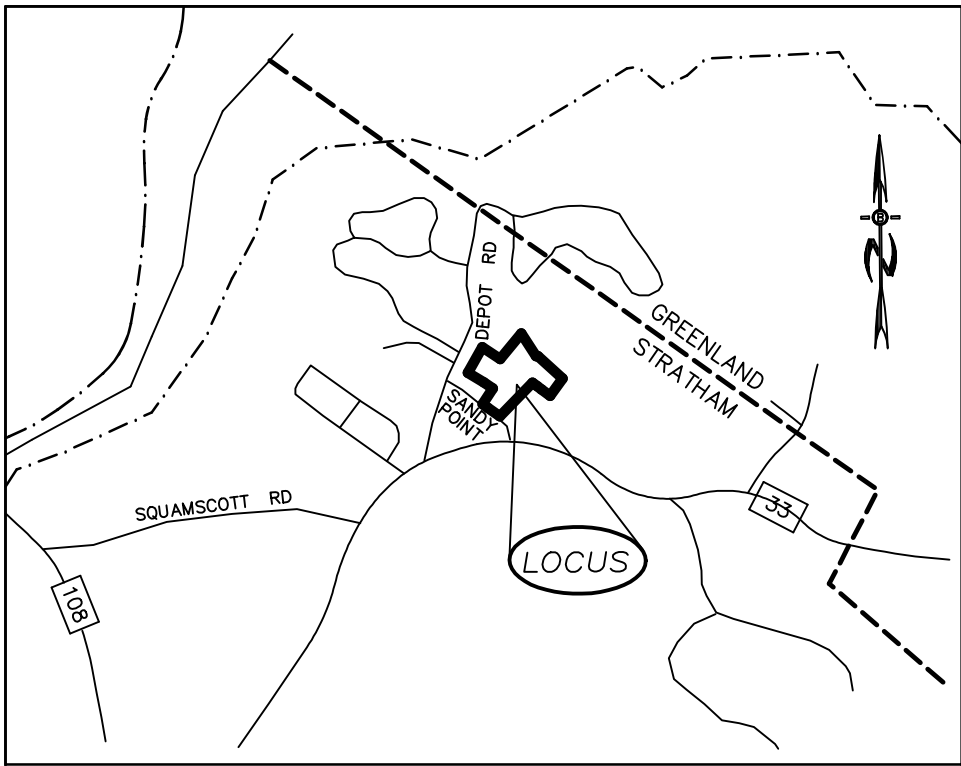 DEPOT RD
GREENLAND
STRATHAM
SANDY
POINT
33
SQUAMSCOTT RD
LOCUS
108
B